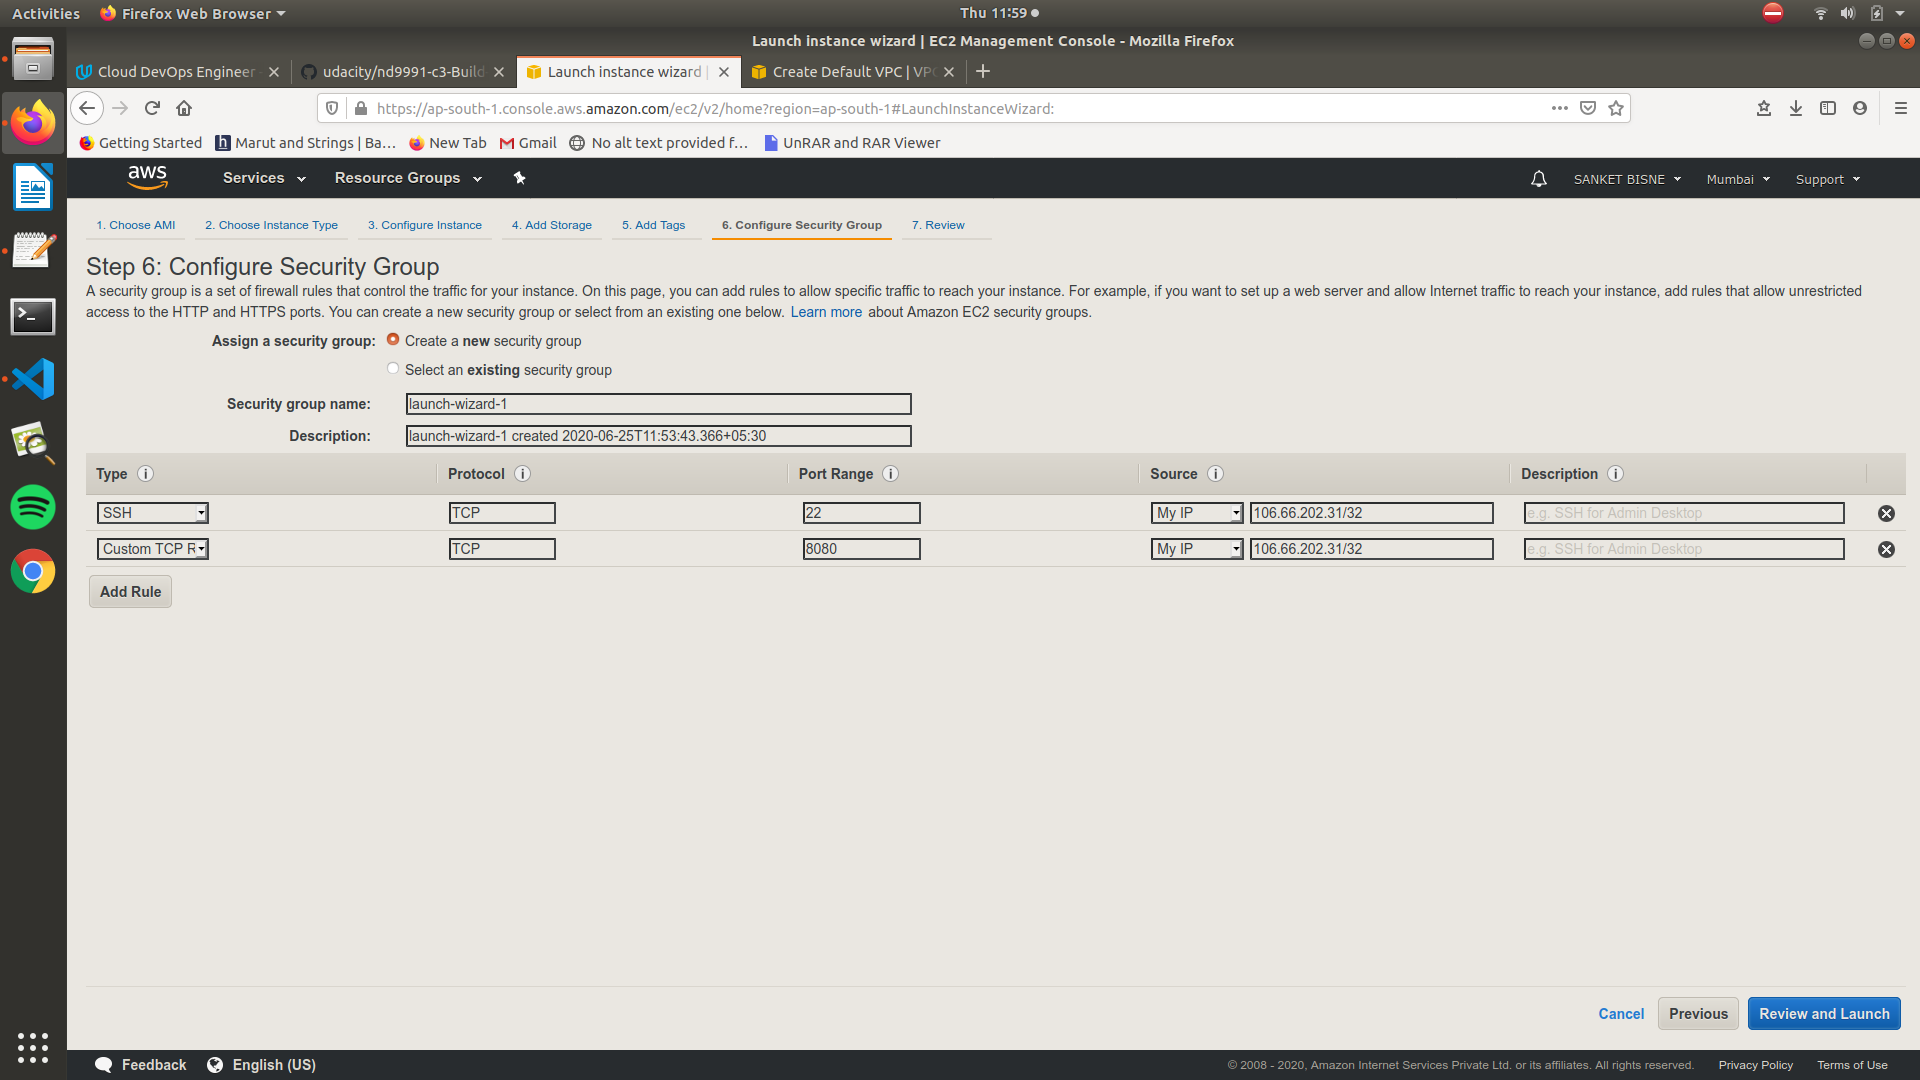 Activities Firefox Web Browser Thu 11:59
Launch instance wizard | EC2 Management Console - Mozilla Firefox
Cloud DevOps Engineer udacity/nd9991-c3-Build Launch instance wizard | Create Default VPC | VPC
https://ap-south-1.console.aws.amazon.com/ec2/v2/home?region=ap-south-1#LaunchInstanceWizard:
Getting Started Marut and Strings | Ba... New Tab Gmail No alt text provided f... UnRAR and RAR Viewer
aws Services Resource Groups SANKET BISNE Mumbai Support
1. Choose AMI 2. Choose Instance Type 3. Configure Instance 4. Add Storage 5. Add Tags 6. Configure Security Group 7. Review
Step 6: Configure Security Group
A security group is a set of firewall rules that control the traffic for your instance. On this page, you can add rules to allow specific traffic to reach your instance. For example, if you want to set up a web server and allow Internet traffic to reach your instance, add rules that allow unrestricted
access to the HTTP and HTTPS ports. You can create a new security group or select from an existing one below. Learn more about Amazon EC2 security groups.
Assign a security group: Create a new security group
Select an existing security group
Security group name: launch-wizard-1
Description: launch-wizard-1 created 2020-06-25T11:53:43.366+05:30
Type i Protocol i Port Range i Source i Description i
SSH TCP 22 My IP 106.66.202.31/32 e.g. SSH for Admin Desktop
Custom TCP R TCP 8080 My IP 106.66.202.31/32 e.g. SSH for Admin Desktop
Add Rule
Cancel Previous Review and Launch
Feedback English (US) © 2008 - 2020, Amazon Internet Services Private Ltd. or its affiliates. All rights reserved. Privacy Policy Terms of Use